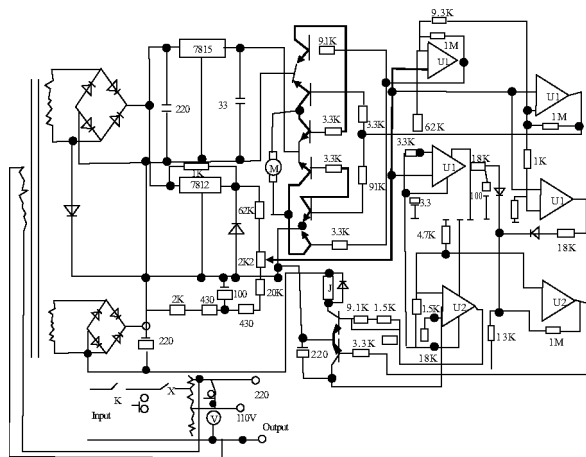 9.3K
7815
9.1K
1M
U1
U1
220
33
3.3K
3.3K
62K
1M
M
3.3K
33K
U1
18K
1K
1K
7812
91K
3.3
100
U1
62K
3.3K
4.7K
18K
2K2
100
20K
J
1.5K
U2
U2
2K
430
430
9.1K
1.5K
13K
1M
220
220
3.3K
18K
K
X
220
Input
110V
V
Output